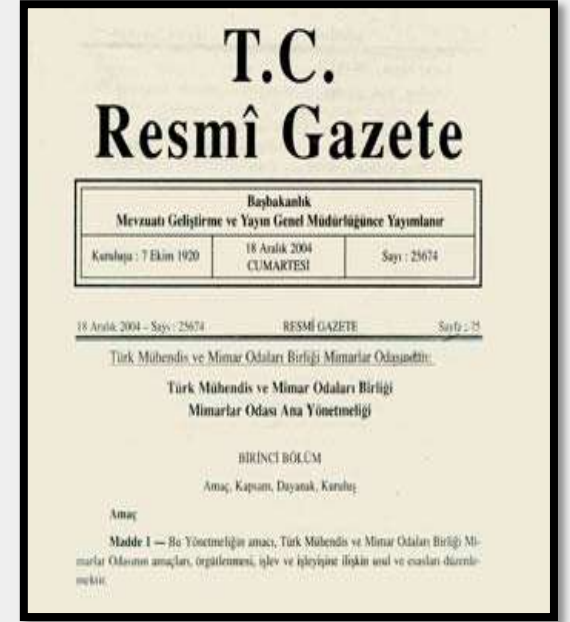 T.C.
Resmî Gazete
Başbakanlık
Mevzuatı Geliştirme ve Yayın Genel Müdürlüğünce Yayımlanır
Kuruluşu : 7 Ekim 1920
18 Aralık 2004
CUMARTESİ
Sayı : 25674
18 Aralık 2004 – Sayı : 25674 RESMÎ GAZETE Sayfa : 75
Türk Mühendis ve Mimar Odaları Birliği Mimarlar Odasından:
Türk Mühendis ve Mimar Odaları Birliği
Mimarlar Odası Ana Yönetmeliği
BİRİNCİ BÖLÜM
Amaç, Kapsam, Dayanak, Kuruluş
Amaç
Madde 1 — Bu Yönetmeliğin amacı, Türk Mühendis ve Mimar Odaları Birliği Mi-
marlar Odasının amaçları, örgütlenmesi, işlev ve işleyişine ilişkin usul ve esasları düzenle-
mektir.